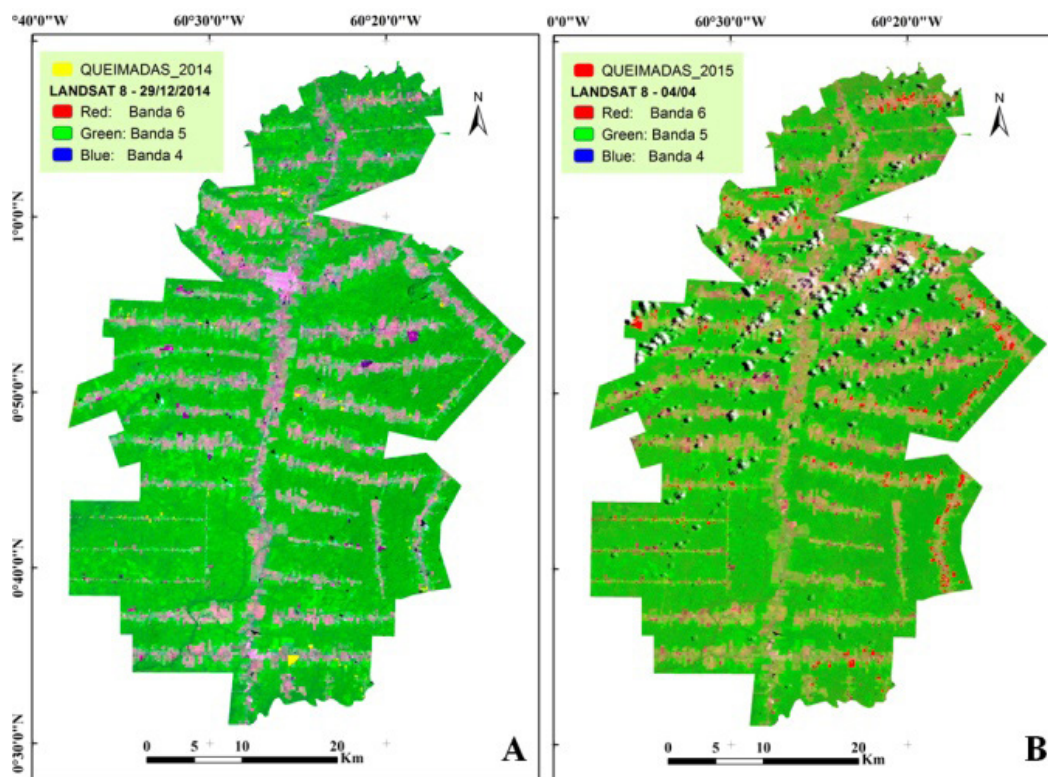 °40'0"W
60°30'0"W
60°20'0"W
QUEIMADAS_2014
LANDSAT 8 - 29/12/2014
Red: Banda 6
Green: Banda 5
Blue: Banda 4
N
1°0'0"N
0°50'0"N
0°40'0"N
0°30'0"N
0 5 10 20
Km
A
0'0"W
60°30'0"W
60°20'0"W
QUEIMADAS_2015
LANDSAT 8 - 04/04
Red: Banda 6
Green: Banda 5
Blue: Banda 4
N
0 5 10 20
Km
B